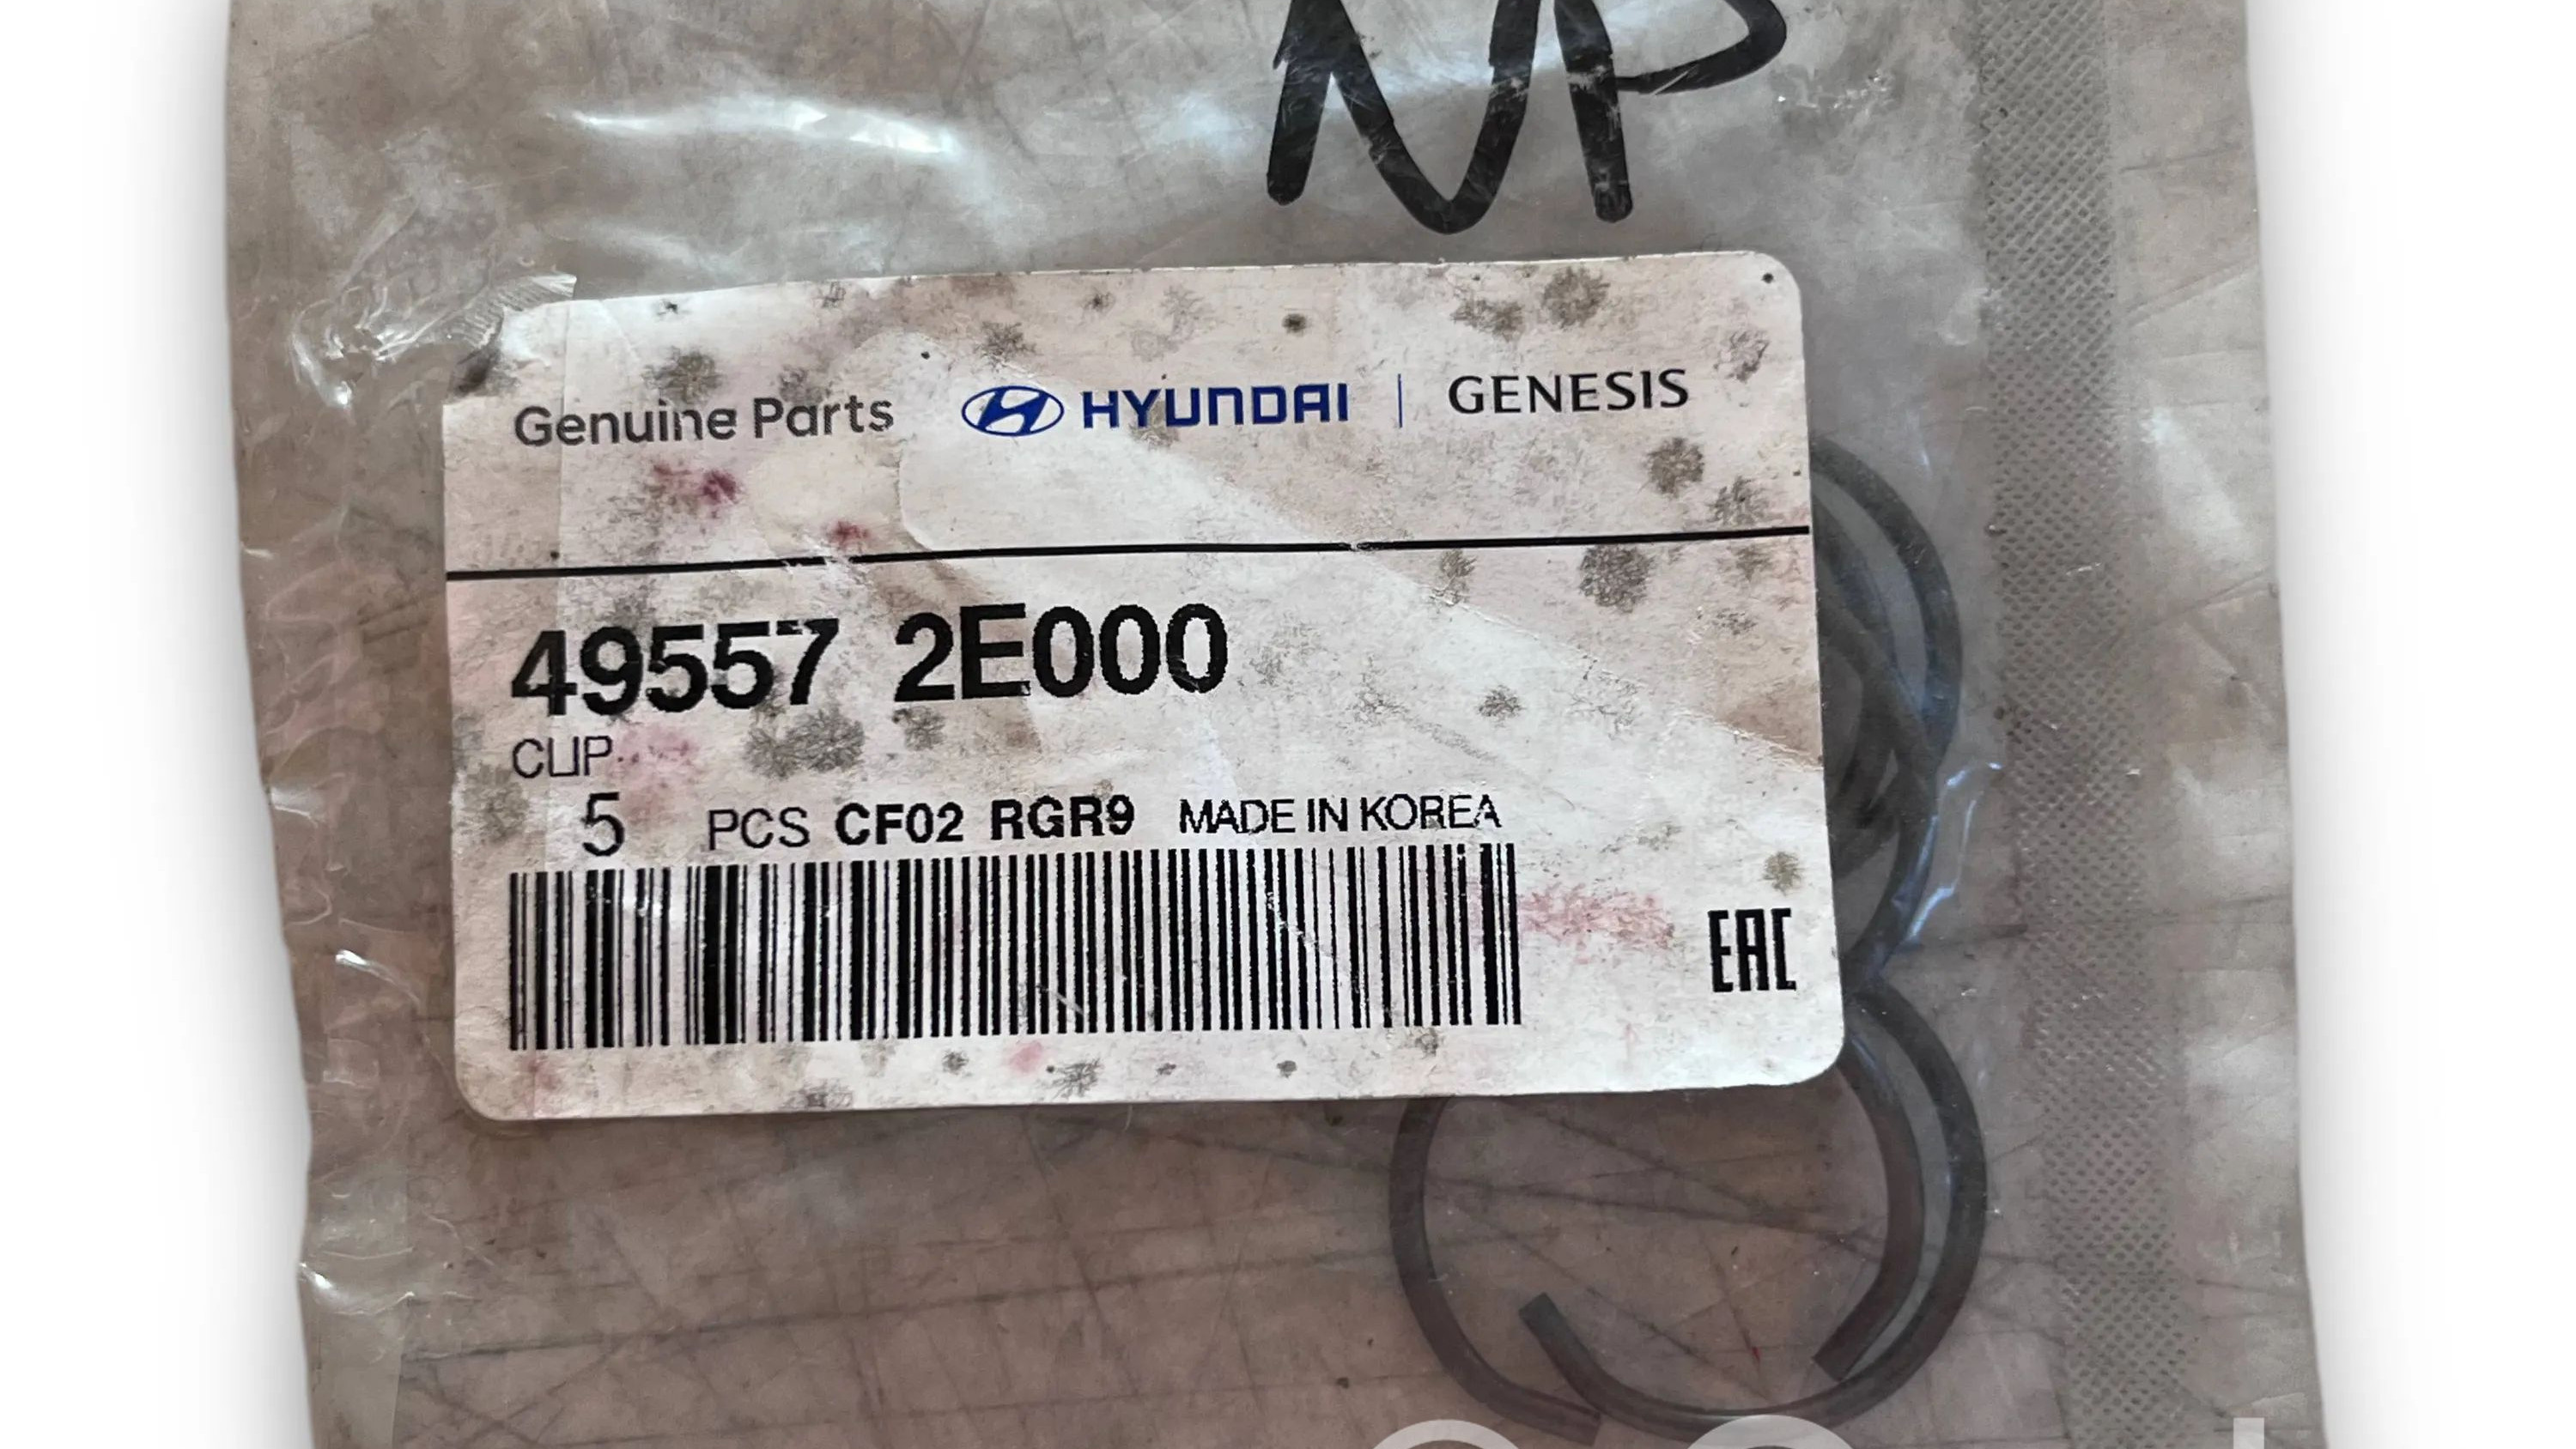 NP
Genuine Parts HYUNDAI | GENESIS
49557 2E000
CLIP
5 PCS CF02 RGR9 MADE IN KOREA
EAC